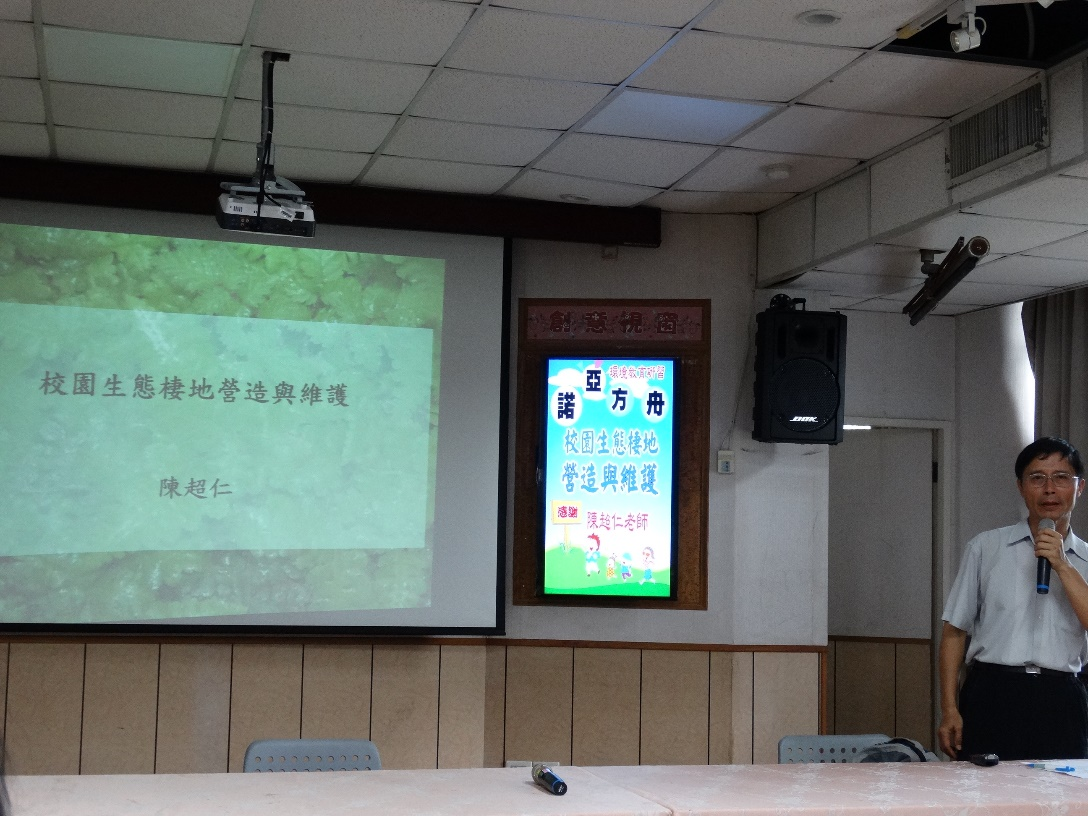 校園生態棲地營造與維護
陳超仁
創意視窗
環境教育研習
諾亞方舟
校園生態棲地
營造與維護
感謝
陳超仁老師